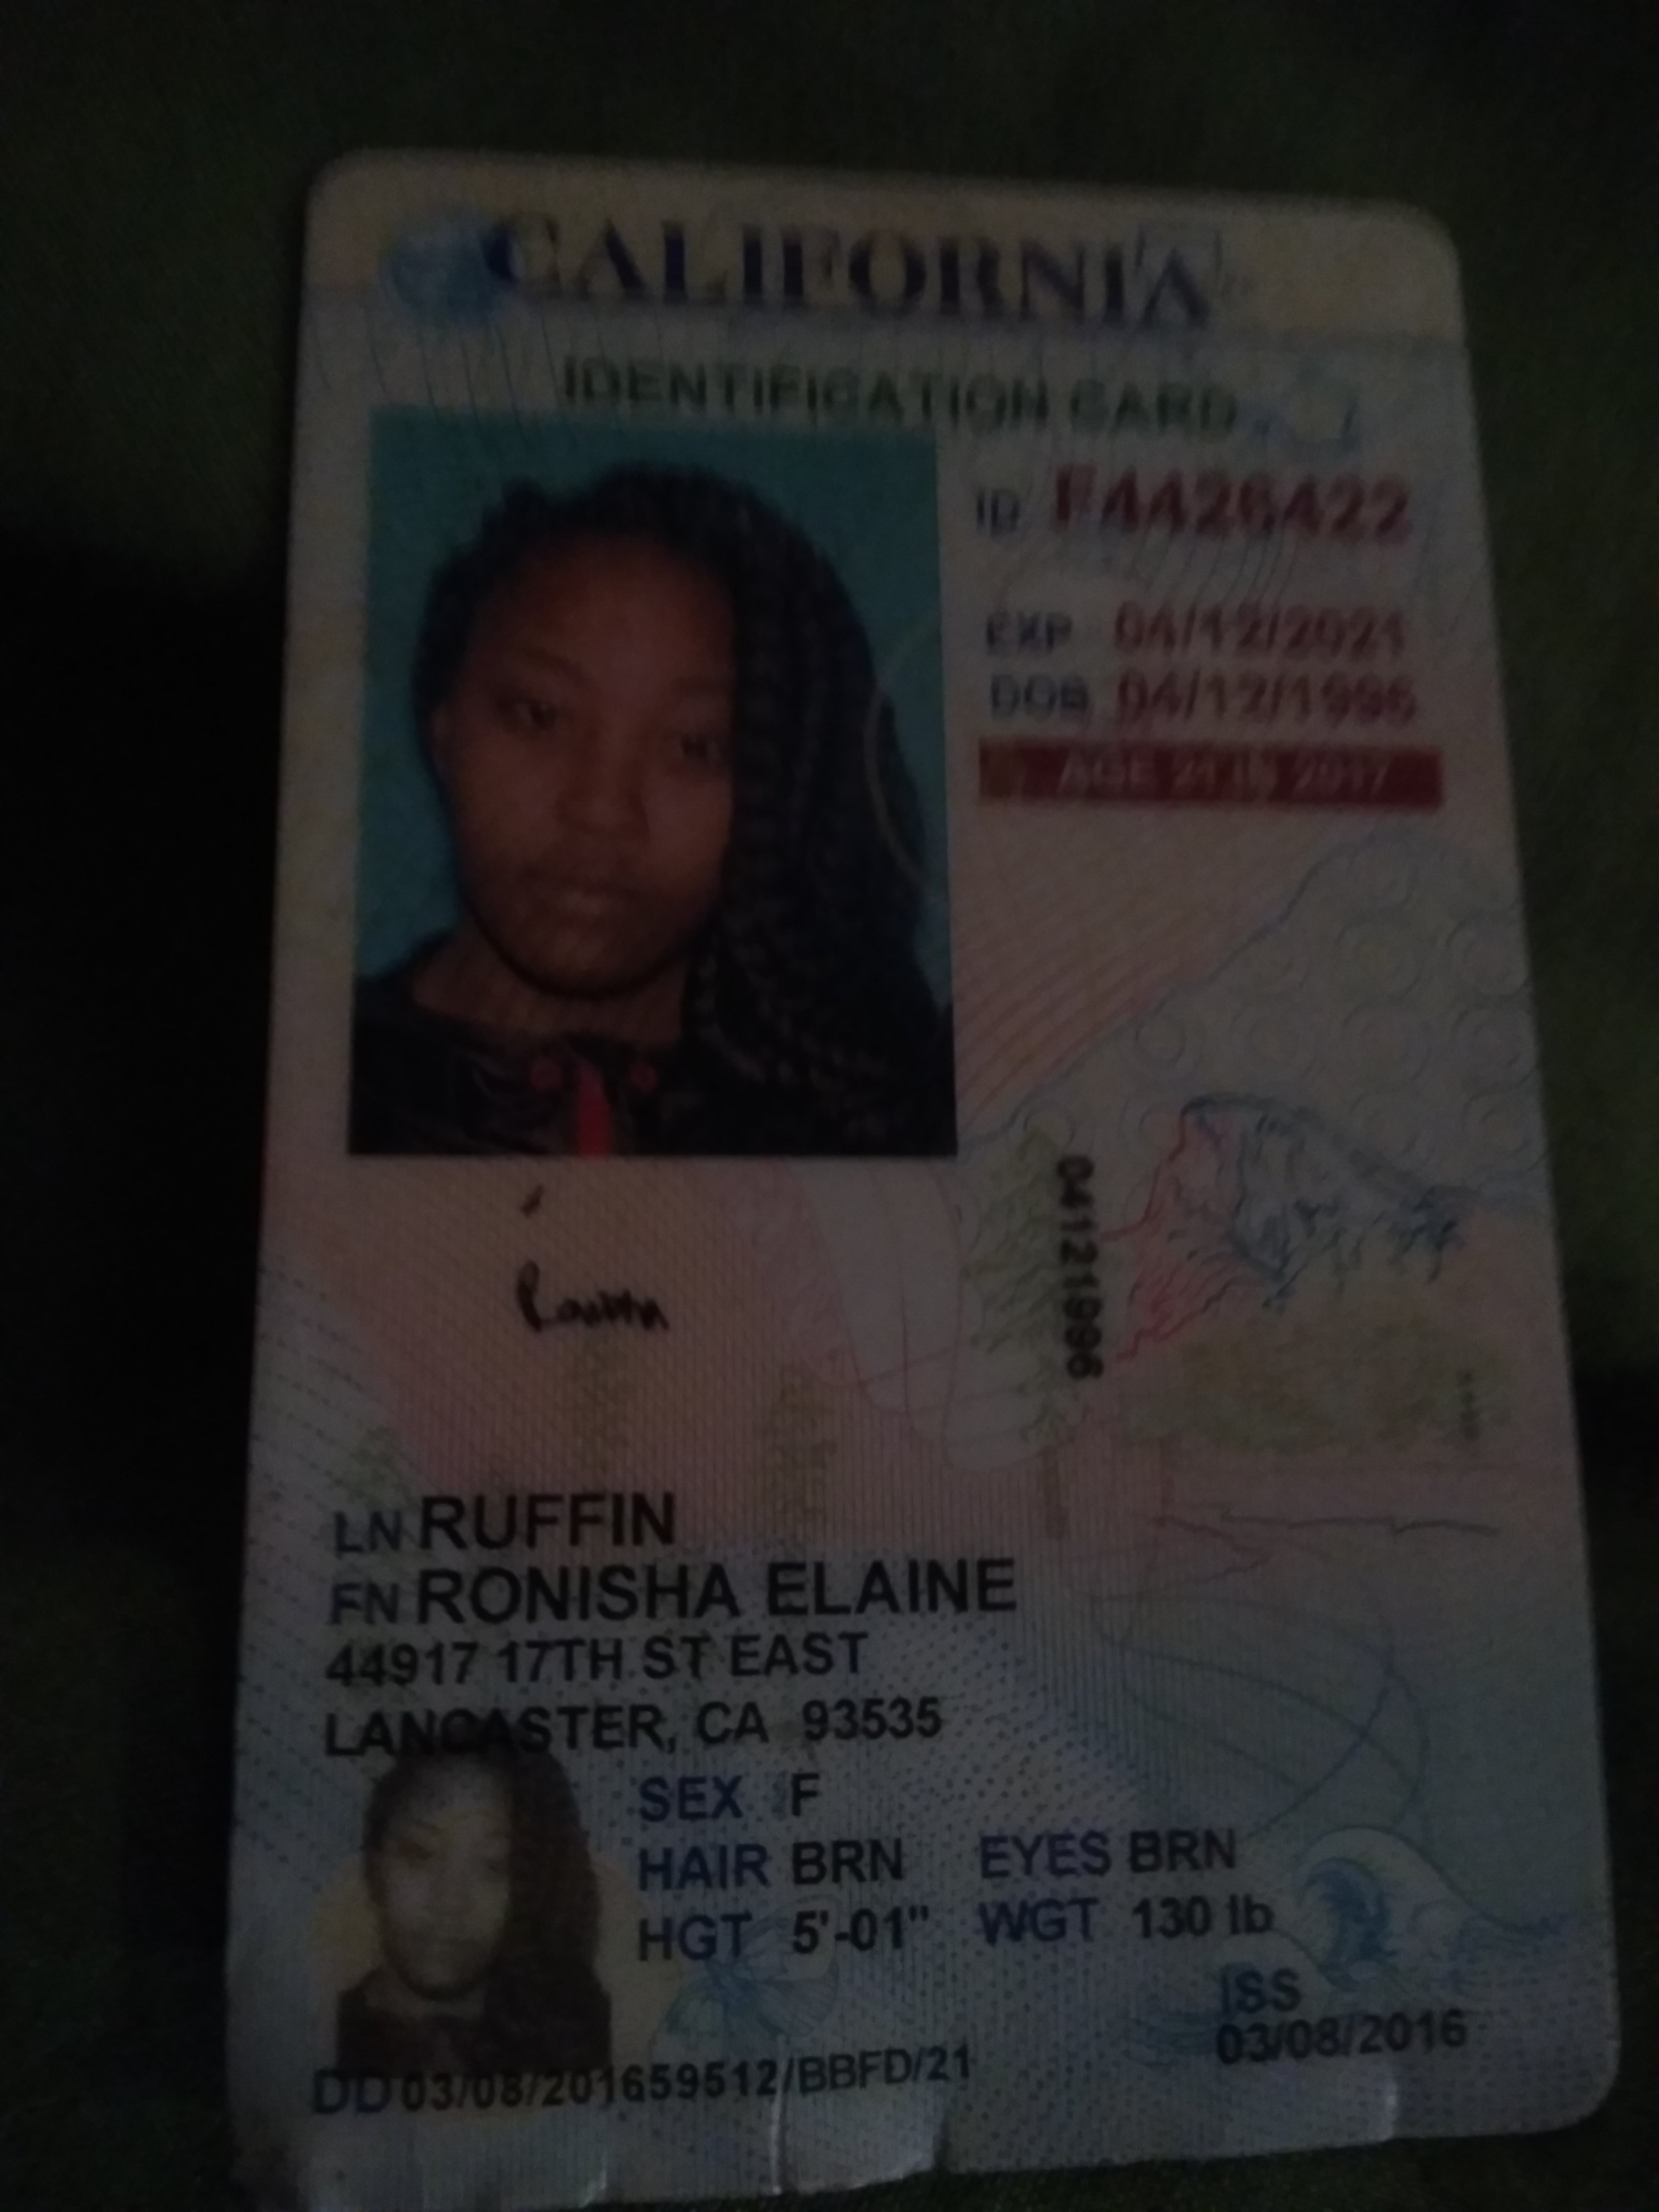 CALIFORNIA
IDENTIFICATION CARD
ID F4426422
EXP 04/12/2021
DOB 04/12/1996
AGE 21 IN 2017
04121996
LN RUFFIN
FN RONISHA ELAINE
44917 17TH ST EAST
LANCASTER, CA 93535
SEX F
HAIR BRN EYES BRN
HGT 5'-01" WGT 130 lb
ISS
03/08/2016
DD 03/08/201659512/BBFD/21